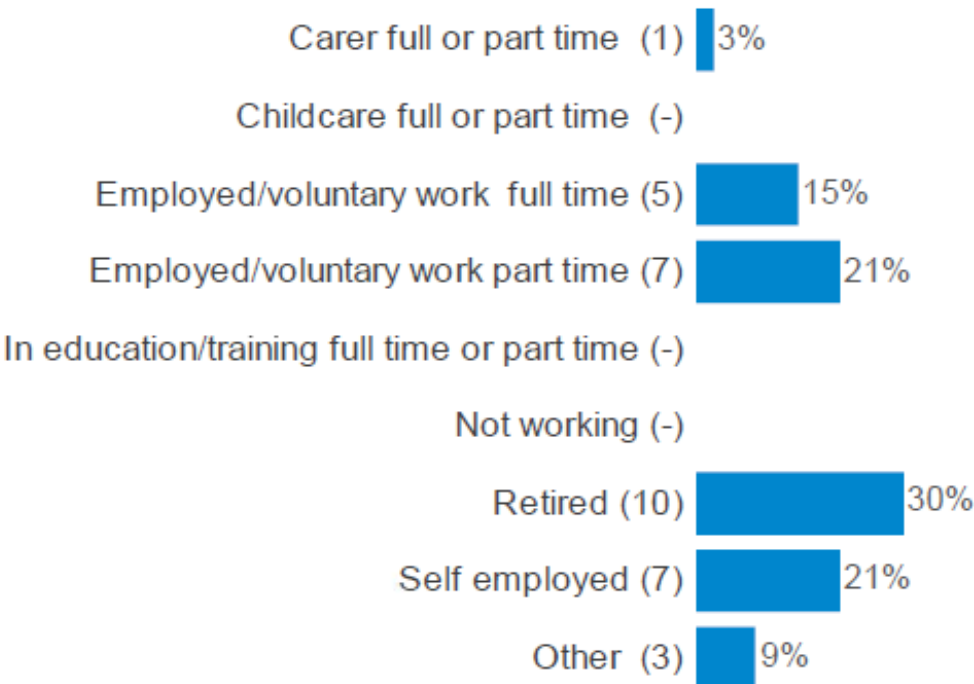 Carer full or part time (1) 3%
Childcare full or part time (-)
Employed/voluntary work full time (5) 15%
Employed/voluntary work part time (7) 21%
In education/training full time or part time (-)
Not working (-)
Retired (10) 30%
Self employed (7) 21%
Other (3) 9%